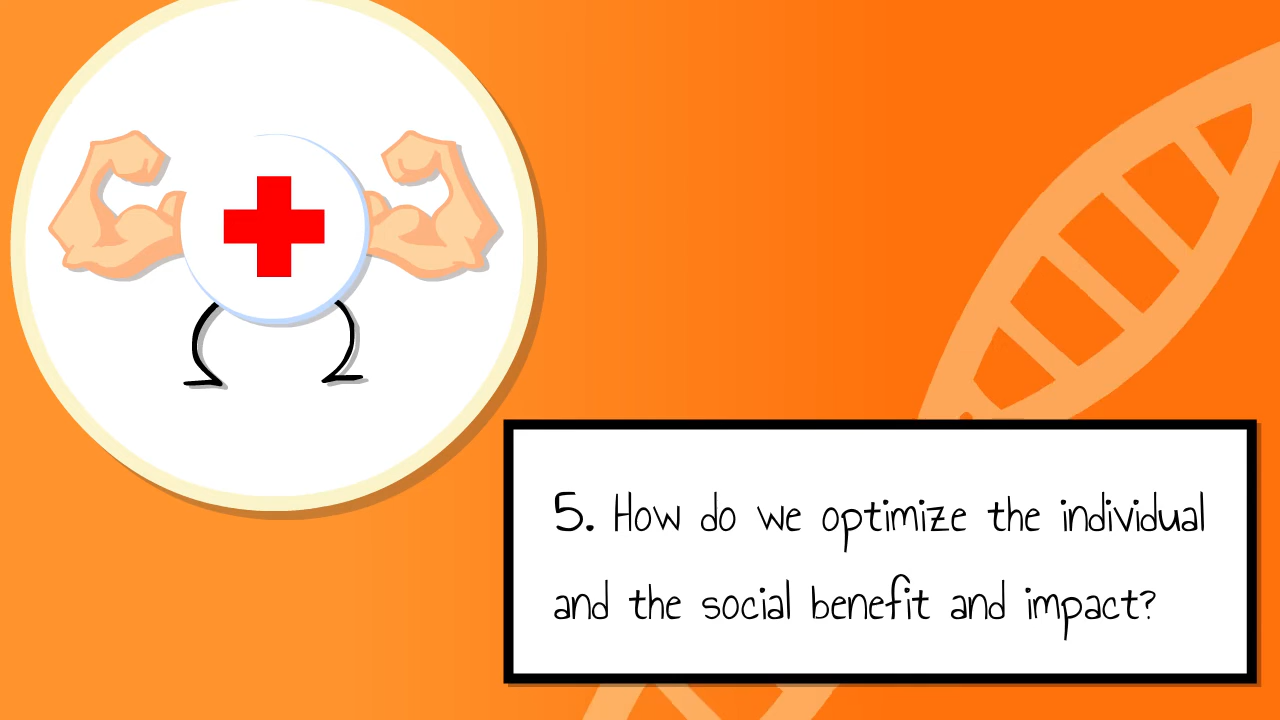 5. How do we optimize the individual
and the social benefit and impact?